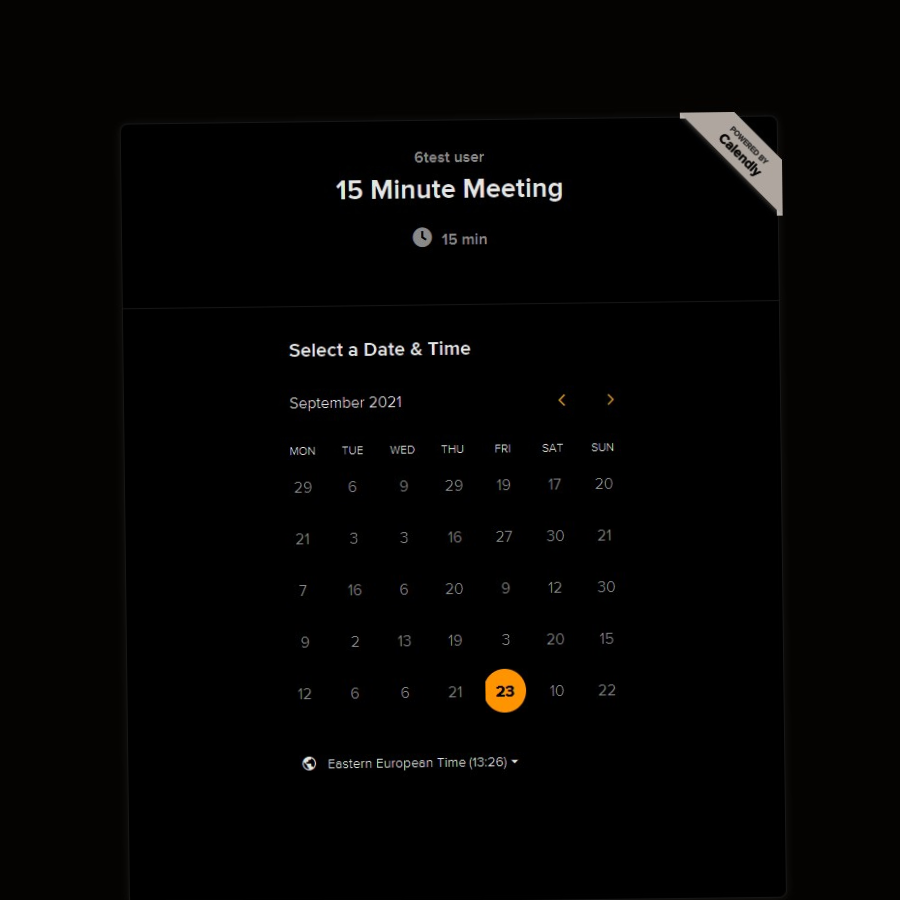 POWERED BY
Calendly
6test user
15 Minute Meeting
15 min
Select a Date & Time
September 2021
MON TUE WED THU FRI SAT SUN
29 6 9 29 19 17 20
21 3 3 16 27 30 21
7 16 6 20 9 12 30
9 2 13 19 3 20 15
12 6 6 21 23 10 22
Eastern European Time (13:26)